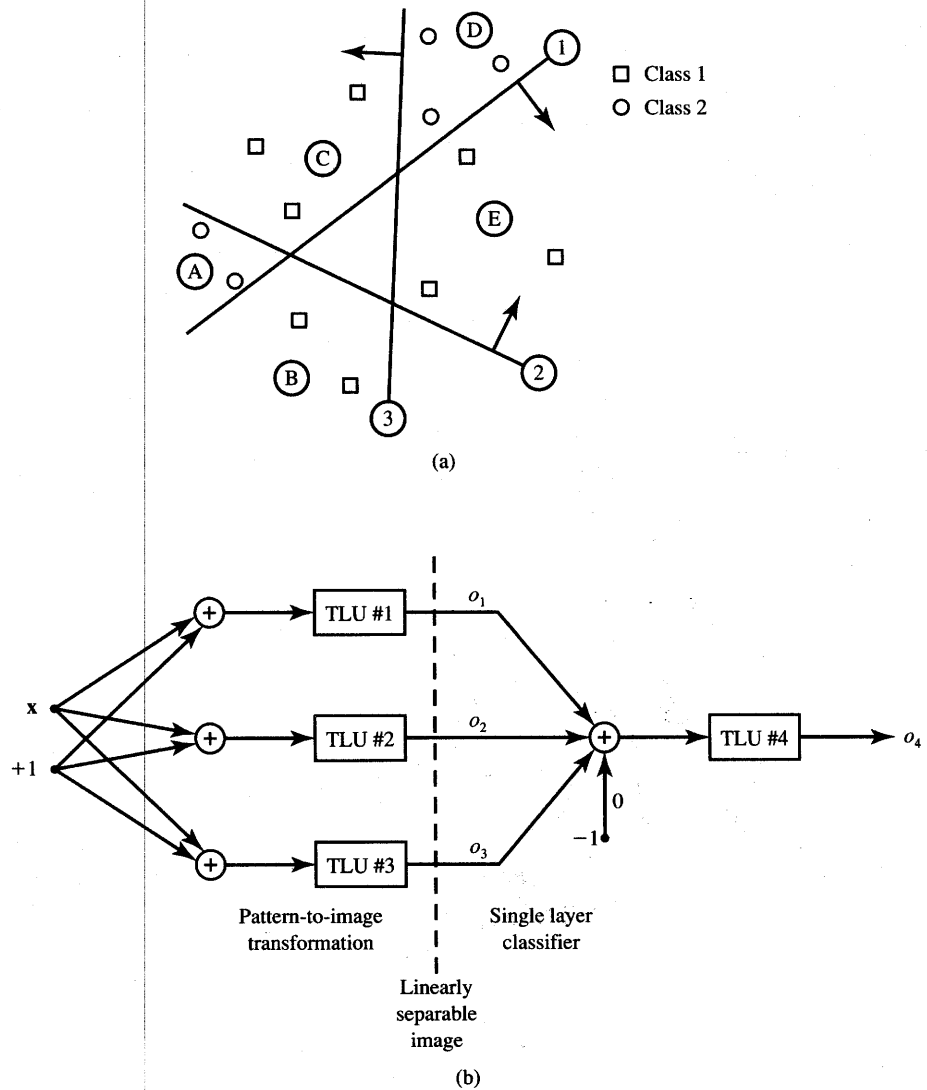 D
1
Class 1
Class 2
C
E
A
B
2
3
(a)
o₁
TLU #1
x
o₂
TLU #2
TLU #4
o₄
+1
0
−1
o₃
TLU #3
Pattern-to-image
transformation
Single layer
classifier
Linearly
separable
image
(b)